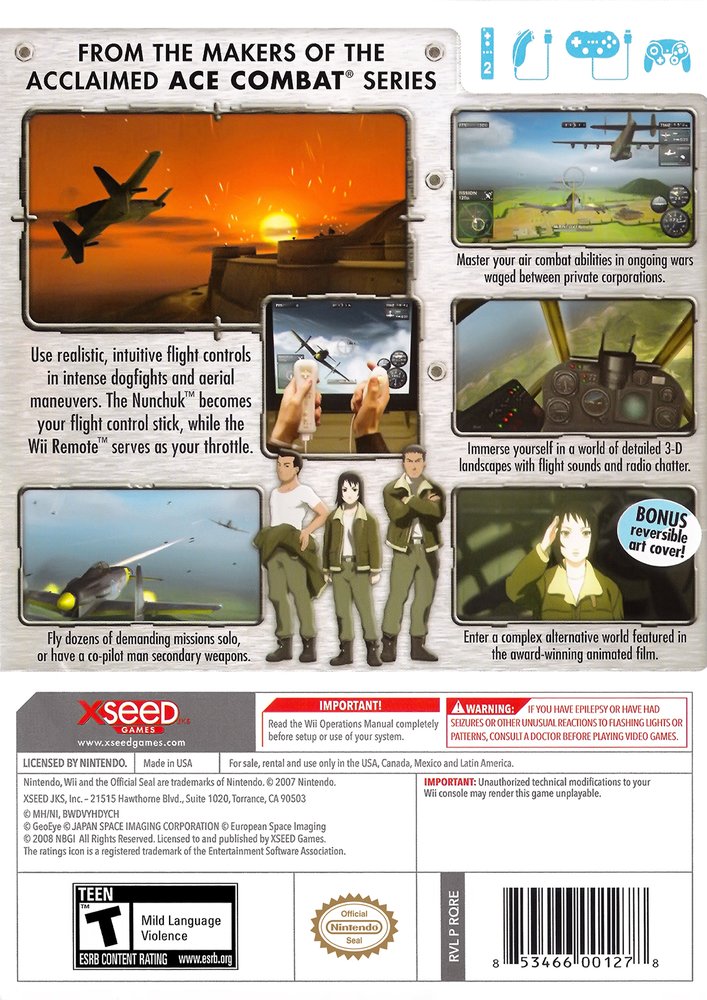 FROM THE MAKERS OF THE
ACCLAIMED ACE COMBAT® SERIES
2
Master your air combat abilities in ongoing wars
waged between private corporations.
Use realistic, intuitive flight controls
in intense dogfights and aerial
maneuvers. The Nunchuk™ becomes
your flight control stick, while the
Wii Remote™ serves as your throttle.
Immerse yourself in a world of detailed 3-D
landscapes with flight sounds and radio chatter.
BONUS
reversible
art cover!
Fly dozens of demanding missions solo,
or have a co-pilot man secondary weapons.
Enter a complex alternative world featured in
the award-winning animated film.
XSEED JKS
GAMES
www.xseedgames.com
IMPORTANT!
Read the Wii Operations Manual completely
before setup or use of your system.
WARNING: IF YOU HAVE EPILEPSY OR HAVE HAD
SEIZURES OR OTHER UNUSUAL REACTIONS TO FLASHING LIGHTS OR
PATTERNS, CONSULT A DOCTOR BEFORE PLAYING VIDEO GAMES.
LICENSED BY NINTENDO.
Made in USA
For sale, rental and use only in the USA, Canada, Mexico and Latin America.
Nintendo, Wii and the Official Seal are trademarks of Nintendo. © 2007 Nintendo.
XSEED JKS, Inc. – 21515 Hawthorne Blvd., Suite 1020, Torrance, CA 90503
© MH/NI, BWDVYHDYCH
© GeoEye © JAPAN SPACE IMAGING CORPORATION © European Space Imaging
© 2008 NBGI All Rights Reserved. Licensed to and published by XSEED Games.
The ratings icon is a registered trademark of the Entertainment Software Association.
IMPORTANT: Unauthorized technical modifications to your
Wii console may render this game unplayable.
TEEN
T™
Mild Language
Violence
ESRB CONTENT RATING www.esrb.org
Official
Nintendo
Seal
RVL P RQRE
8 53466 00127 8